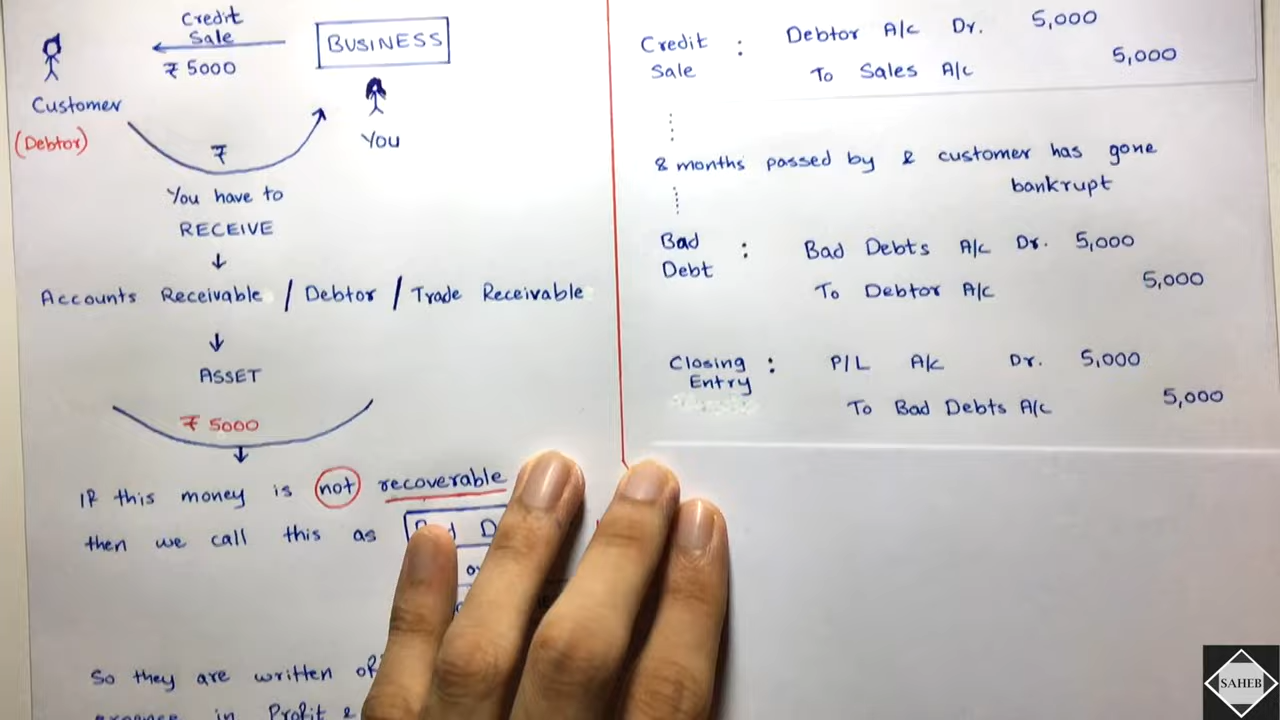 Credit
Sale
₹ 5000
BUSINESS
Customer
(Debtor)
₹
You
You have to
RECEIVE
Accounts Receivable / Debtor / Trade Receivable
ASSET
₹ 5000
If this money is not recoverable
then we call this as
So they are written
in Profit &
Credit
Sale
: Debtor A/c Dr. 5,000
To Sales A/c 5,000
8 months passed by & customer has gone
bankrupt
Bad
Debt
: Bad Debts A/c Dr. 5,000
To Debtor A/c 5,000
Closing
Entry
: P/L A/c Dr. 5,000
To Bad Debts A/c 5,000
SAHEB